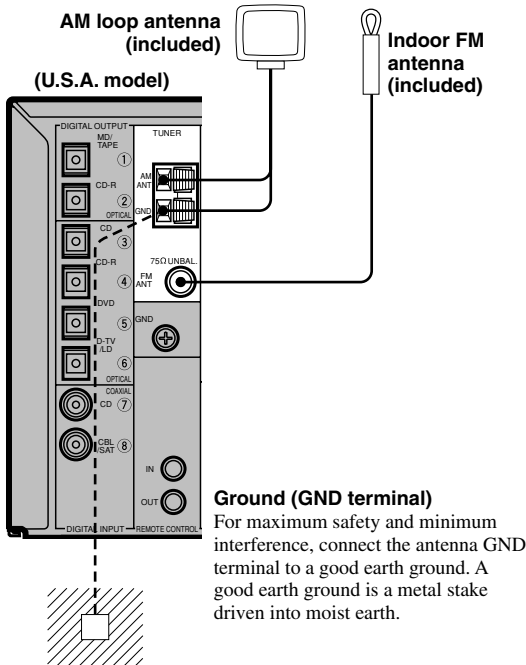 AM loop antenna
(included)
Indoor FM
antenna
(included)
(U.S.A. model)
DIGITAL OUTPUT
MD/
TAPE
1
CD-R
2
OPTICAL
CD
3
CD-R
4
DVD
5
D-TV
/LD
6
OPTICAL
COAXIAL
CD 7
CBL
/SAT 8
DIGITAL INPUT
TUNER
AM
ANT
GND
75Ω UNBAL.
FM
ANT
GND
IN
OUT
REMOTE CONTROL
Ground (GND terminal)
For maximum safety and minimum
interference, connect the antenna GND
terminal to a good earth ground. A
good earth ground is a metal stake
driven into moist earth.